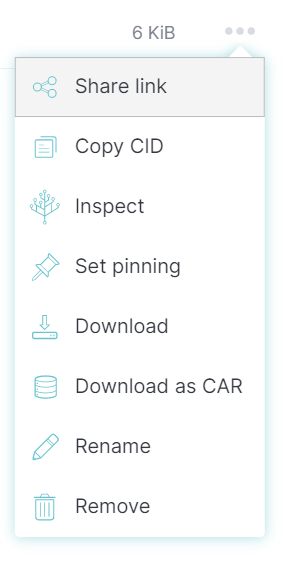 6 KiB
Share link
Copy CID
Inspect
Set pinning
Download
Download as CAR
Rename
Remove